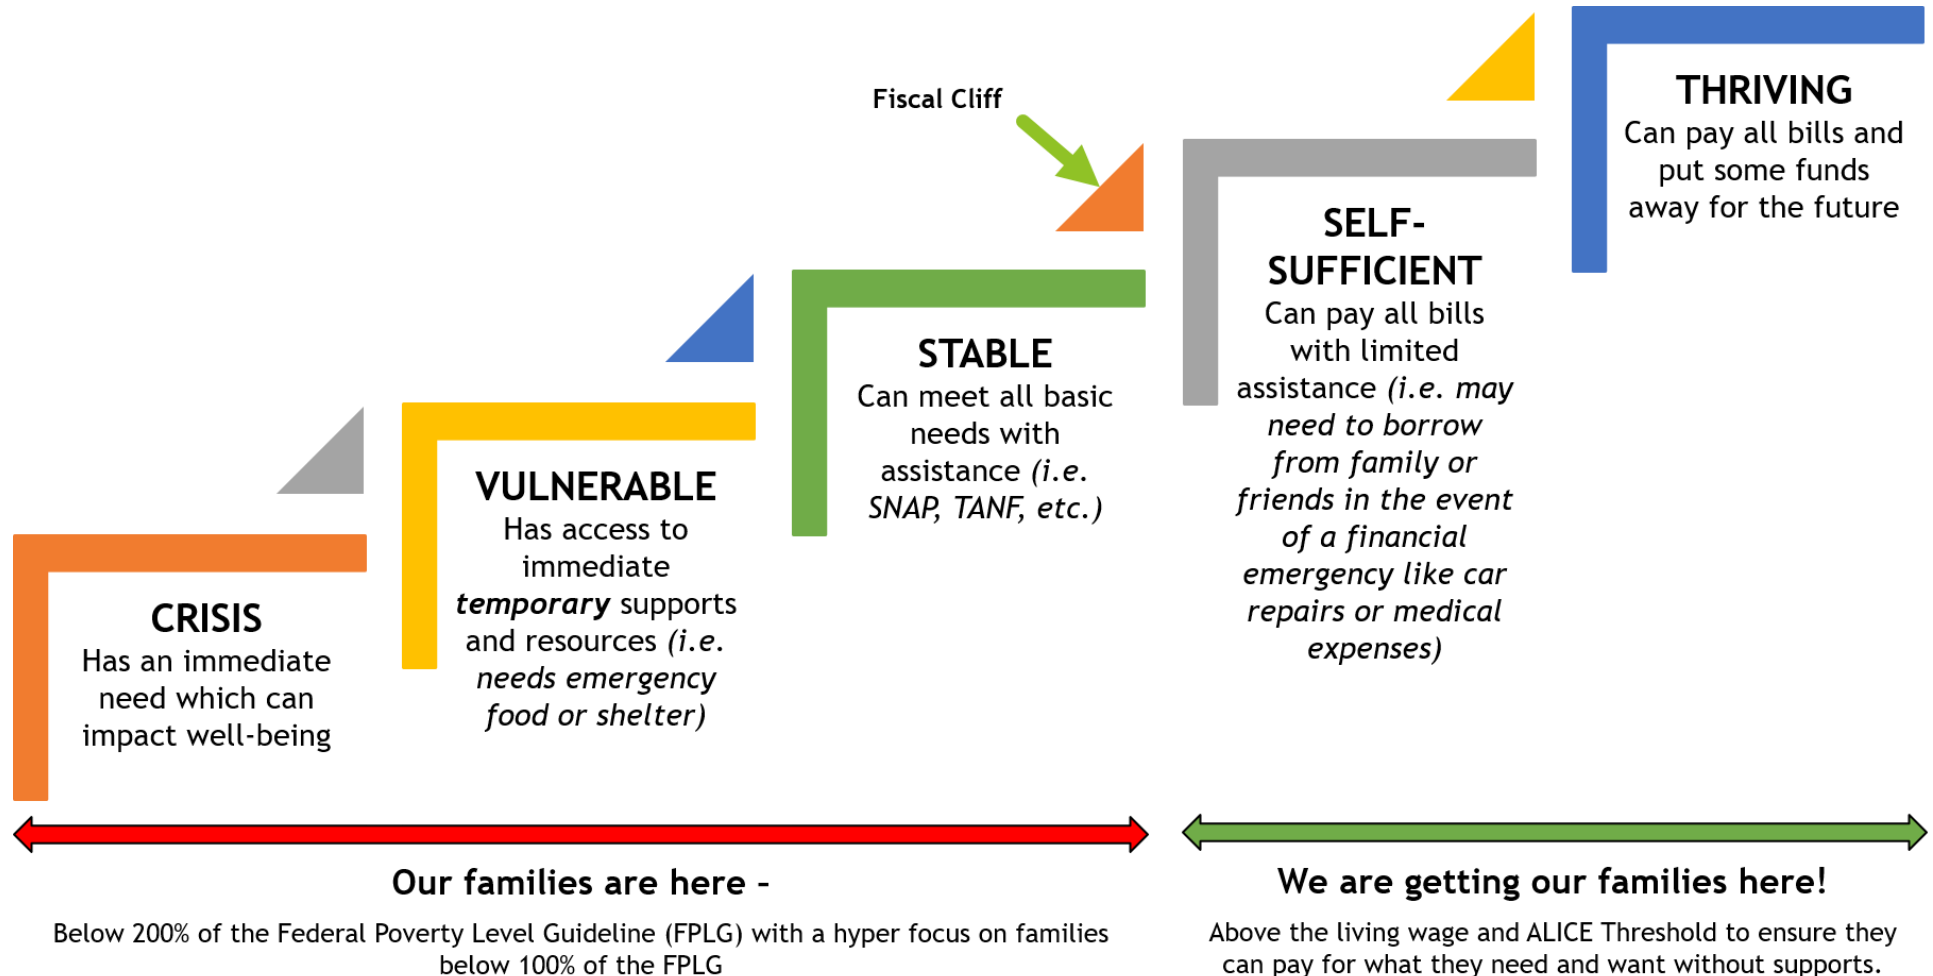 Fiscal Cliff
THRIVING
Can pay all bills and
put some funds
away for the future
SELF-
SUFFICIENT
Can pay all bills
with limited
assistance (i.e. may
need to borrow
from family or
friends in the event
of a financial
emergency like car
repairs or medical
expenses)
STABLE
Can meet all basic
needs with
assistance (i.e.
SNAP, TANF, etc.)
VULNERABLE
Has access to
immediate
temporary supports
and resources (i.e.
needs emergency
food or shelter)
CRISIS
Has an immediate
need which can
impact well-being
Our families are here -
Below 200% of the Federal Poverty Level Guideline (FPLG) with a hyper focus on families
below 100% of the FPLG
We are getting our families here!
Above the living wage and ALICE Threshold to ensure they
can pay for what they need and want without supports.